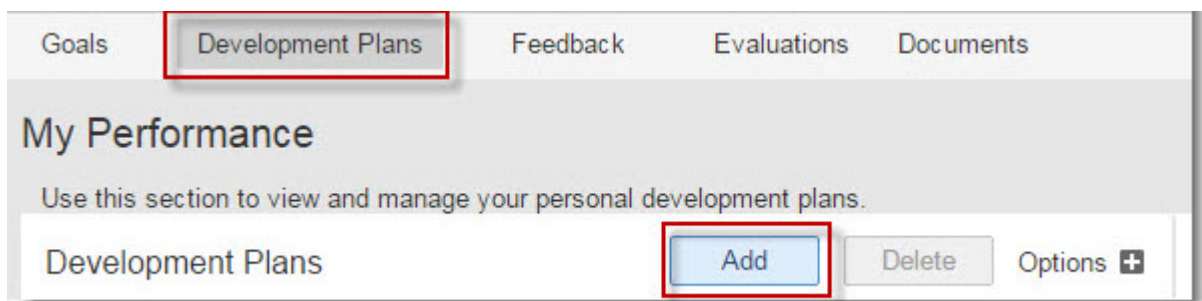 Goals Development Plans Feedback Evaluations Documents
My Performance
Use this section to view and manage your personal development plans.
Development Plans Add Delete Options